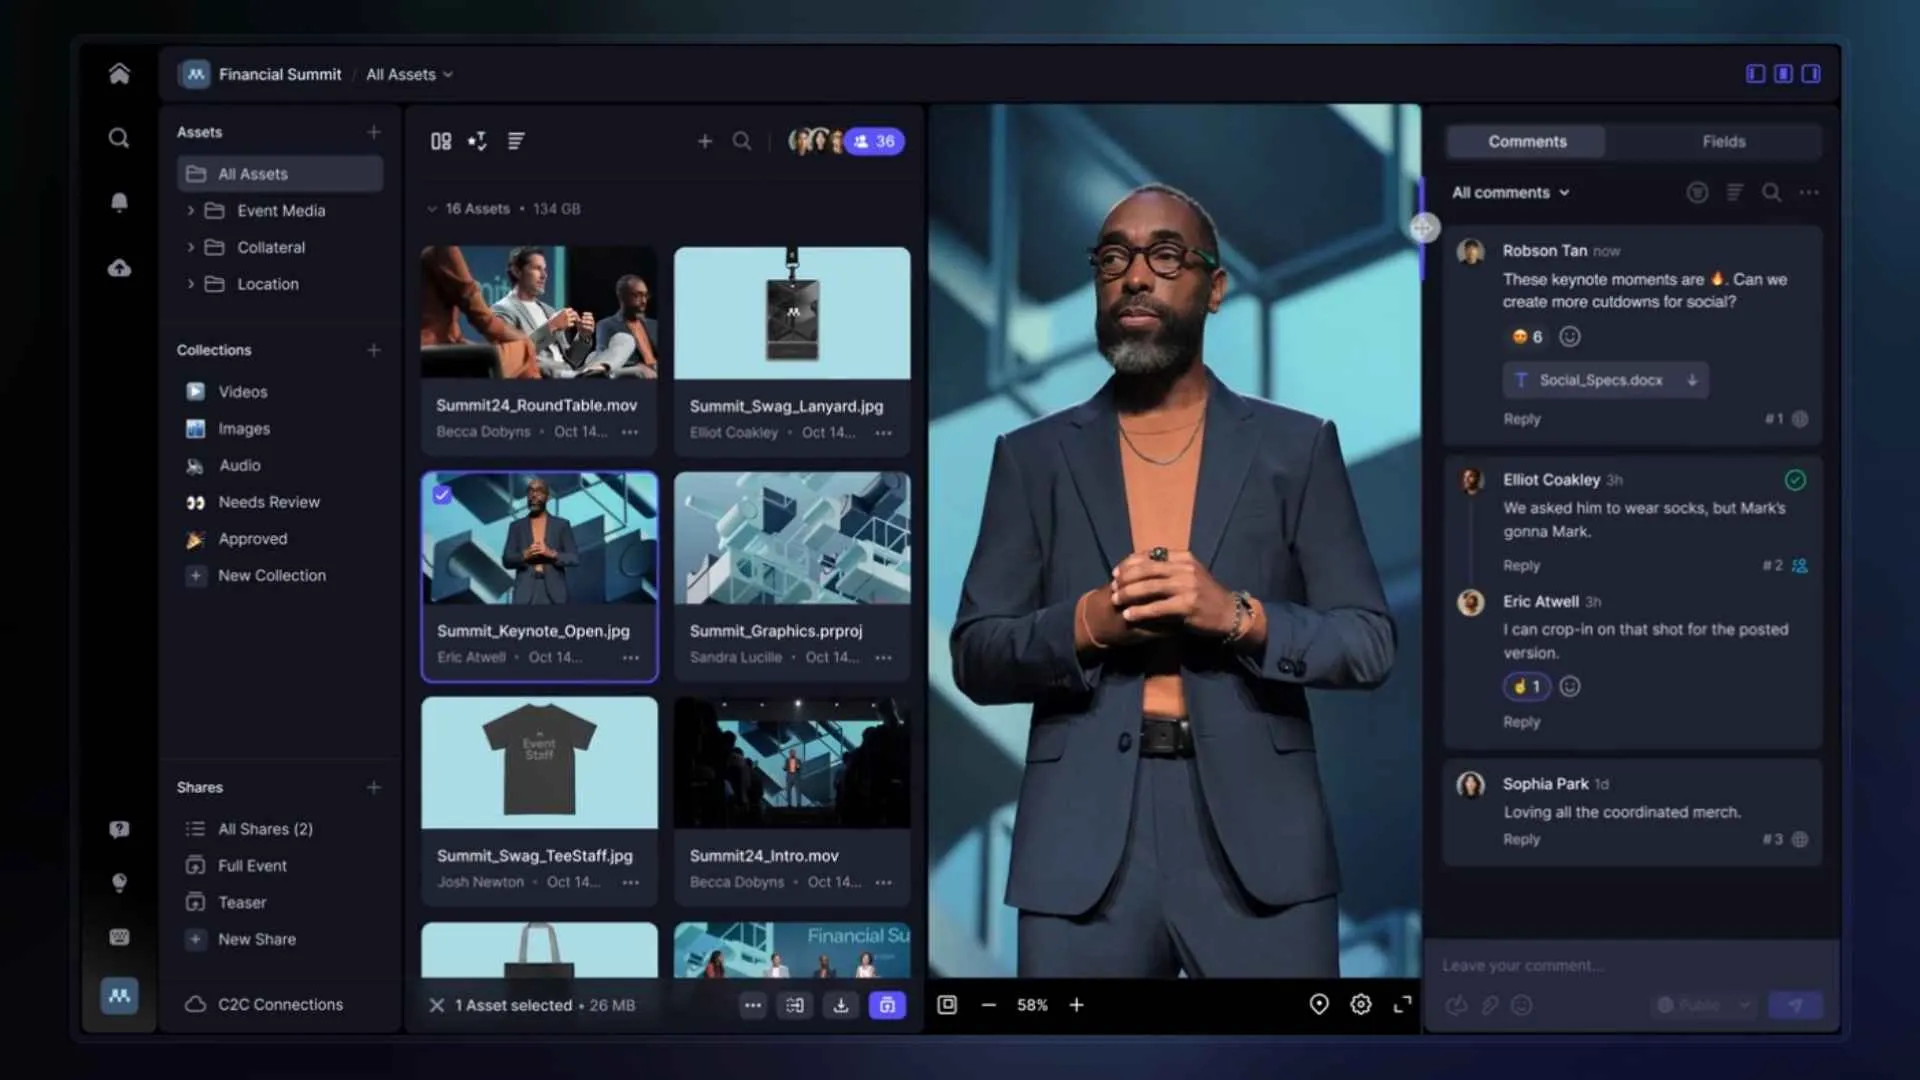 Financial Summit / All Assets
Assets
All Assets
Event Media
Collateral
Location
Collections
Videos
Images
Audio
Needs Review
Approved
New Collection
Shares
All Shares (2)
Full Event
Teaser
New Share
C2C Connections
36
16 Assets • 134 GB
Summit24_RoundTable.mov
Becca Dobyns • Oct 14...
Summit_Swag_Lanyard.jpg
Elliot Coakley • Oct 14...
Summit_Keynote_Open.jpg
Eric Atwell • Oct 14...
Summit_Graphics.prproj
Sandra Lucille • Oct 14...
Event
Staff
Summit_Swag_TeeStaff.jpg
Josh Newton • Oct 14...
Summit24_Intro.mov
Becca Dobyns • Oct 14...
Financial Su
1 Asset selected • 26 MB
58%
Comments
Fields
All comments
Robson Tan now
These keynote moments are 🔥. Can we
create more cutdowns for social?
😍 6
Social_Specs.docx
Reply
#1
Elliot Coakley 3h
We asked him to wear socks, but Mark's
gonna Mark.
Reply
#2
Eric Atwell 3h
I can crop-in on that shot for the posted
version.
☝ 1
Reply
Sophia Park 1d
Loving all the coordinated merch.
Reply
#3
Leave your comment...
Public